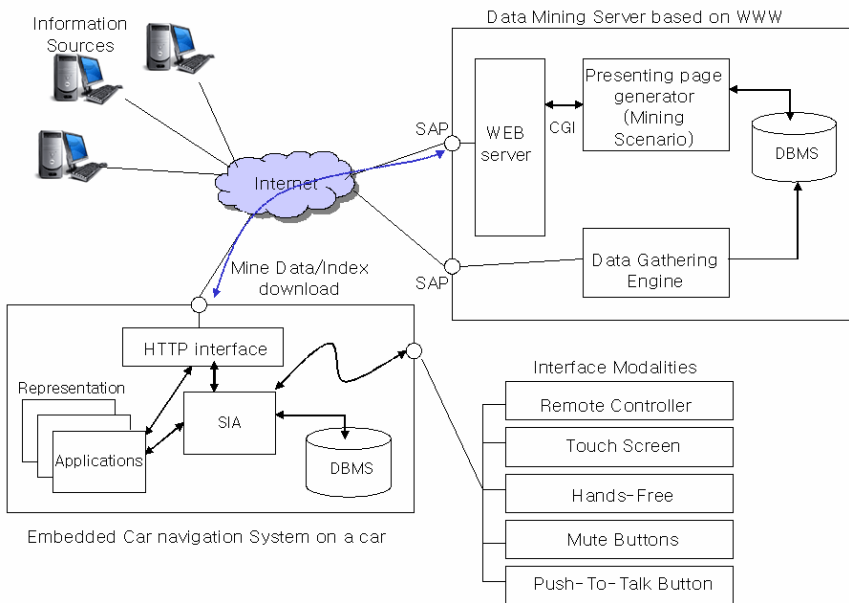 Information
Sources
Data Mining Server based on WWW
SAP
WEB
server
CGI
Presenting page
generator
(Mining
Scenario)
DBMS
Internet
Mine Data/Index
download
SAP
Data Gathering
Engine
HTTP interface
Representation
Applications
SIA
DBMS
Embedded Car navigation System on a car
Interface Modalities
Remote Controller
Touch Screen
Hands-Free
Mute Buttons
Push-To-Talk Button